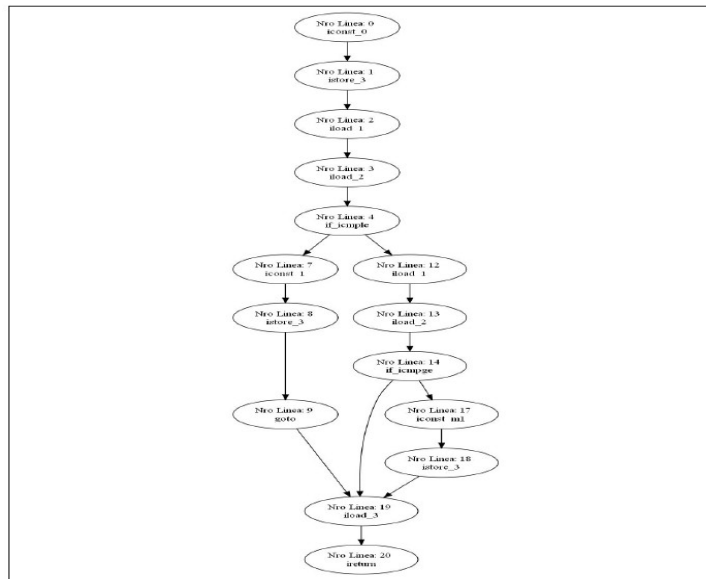 Nro Linea: 0
iconst_0
Nro Linea: 1
istore_3
Nro Linea: 2
iload_1
Nro Linea: 3
iload_2
Nro Linea: 4
if_icmple
Nro Linea: 7
iconst_1
Nro Linea: 12
iload_1
Nro Linea: 8
istore_3
Nro Linea: 13
iload_2
Nro Linea: 14
if_icmpge
Nro Linea: 9
goto
Nro Linea: 17
iconst_m1
Nro Linea: 18
istore_3
Nro Linea: 19
iload_3
Nro Linea: 20
ireturn